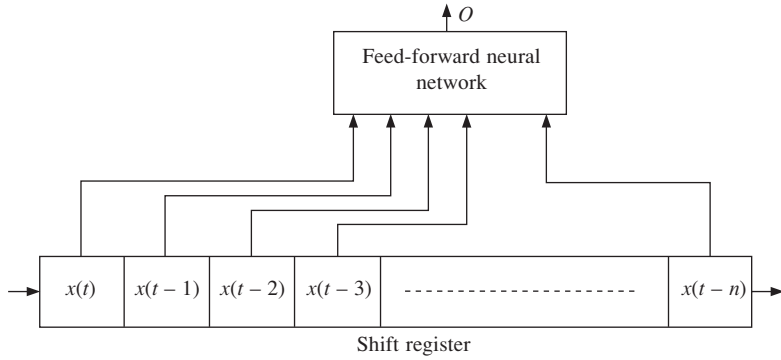 O
Feed-forward neural
network
x(t) x(t − 1) x(t − 2) x(t − 3) x(t − n)
Shift register